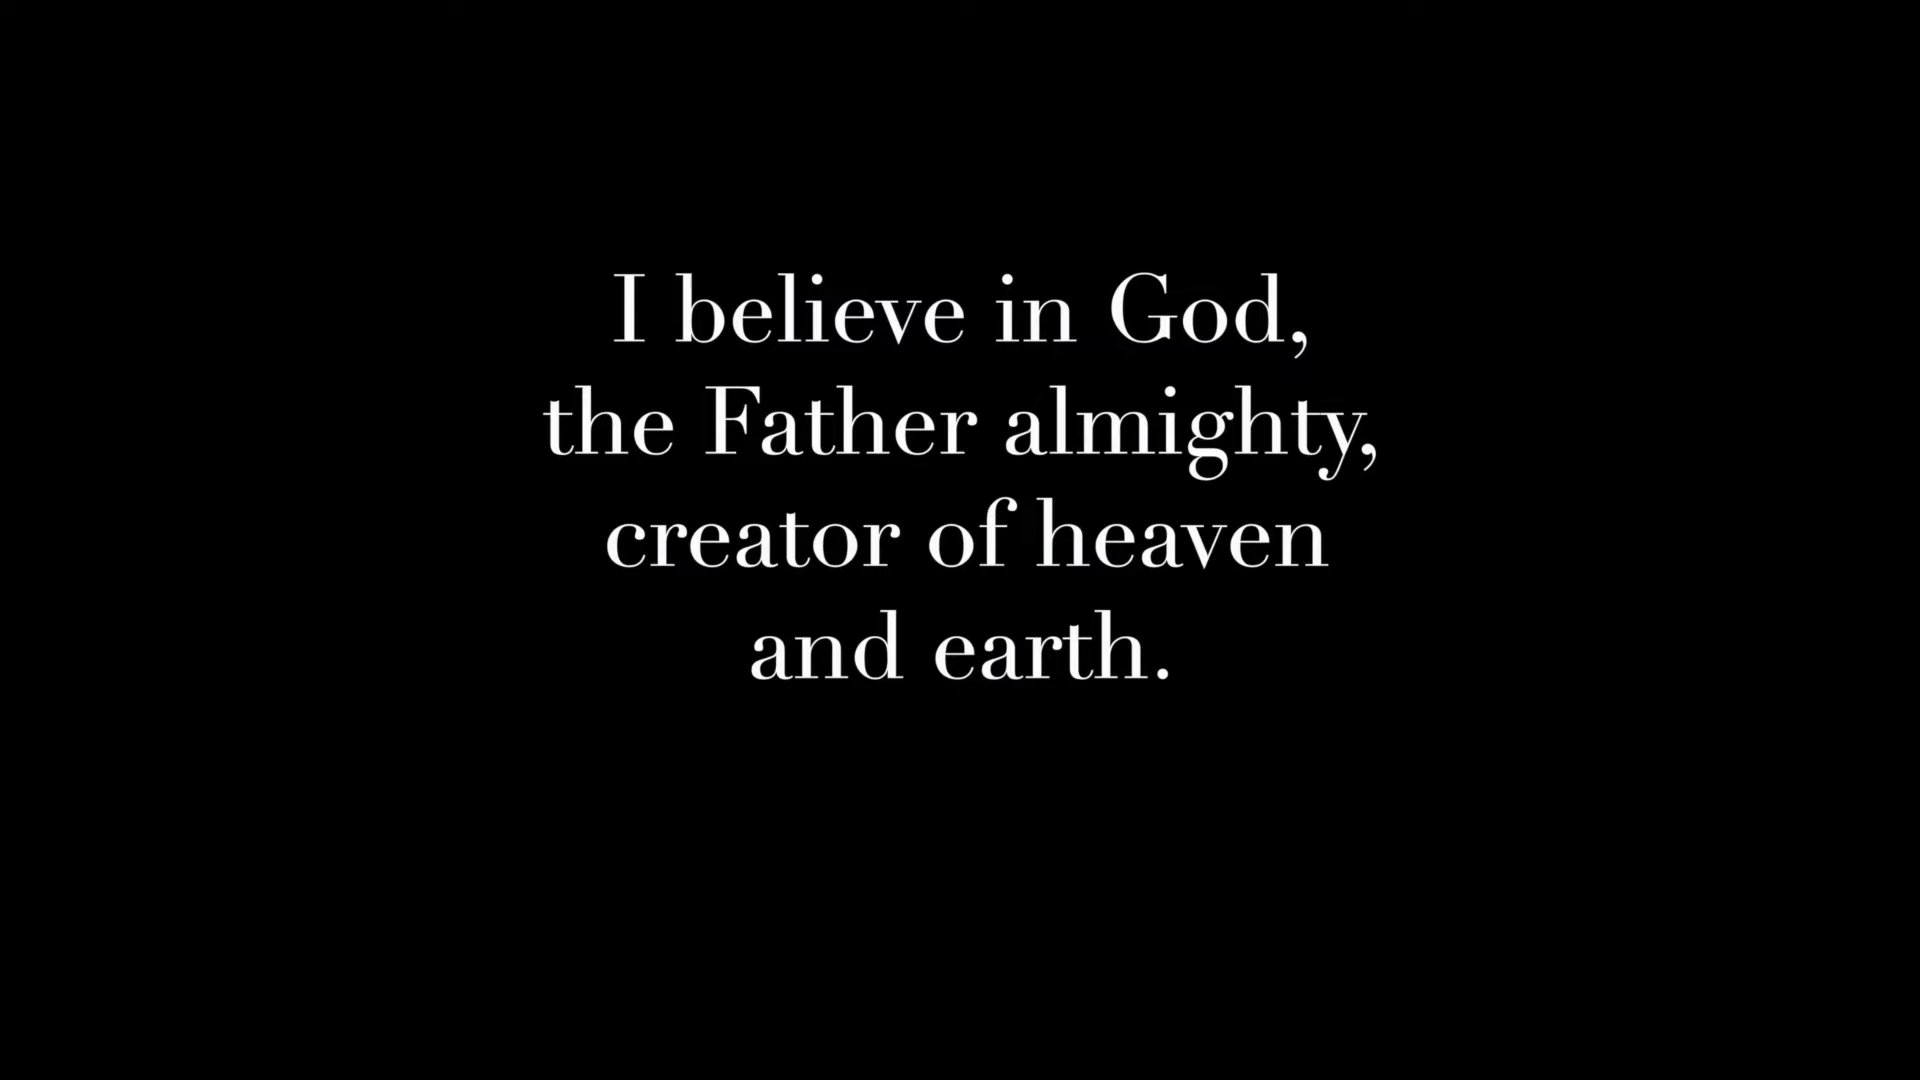 I believe in God,
the Father almighty,
creator of heaven
and earth.